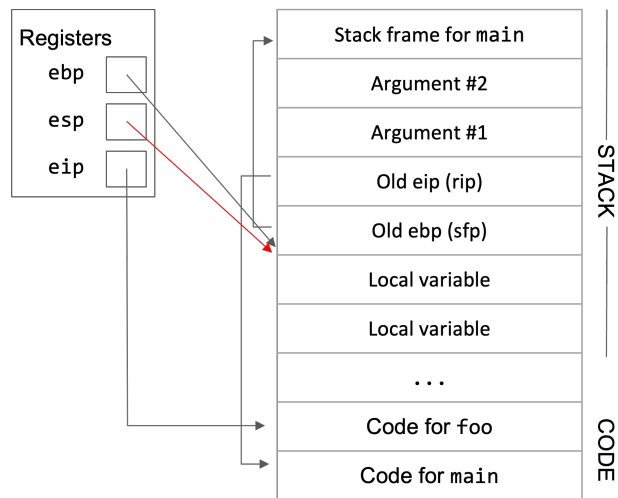 Registers
ebp
esp
eip
Stack frame for main
Argument #2
Argument #1
Old eip (rip)
Old ebp (sfp)
Local variable
Local variable
...
Code for foo
Code for main
STACK
CODE